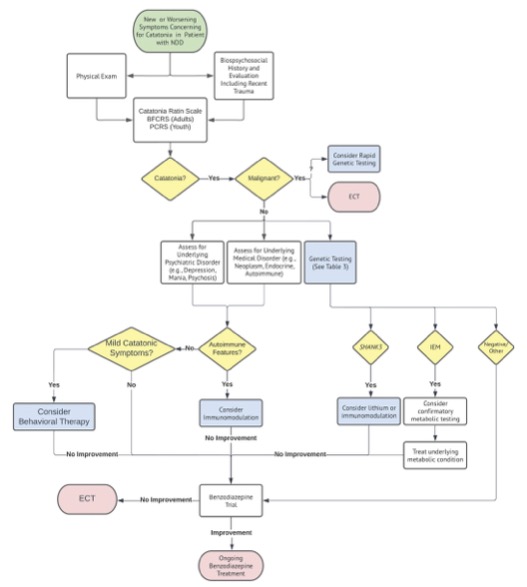 New or Worsening
Symptoms Concerning
for Catatonia in Patient
with NDD
Physical Exam
Biopsychosocial
History and
Evaluation
Including Recent
Trauma
Catatonia Ratin Scale
BFCRS (Adults)
PCRS (Youth)
Catatonia?
Yes
Malignant?
Yes
Consider Rapid
Genetic Testing
ECT
No
Assess for
Underlying
Psychiatric Disorder
(e.g., Depression,
Mania, Psychosis)
Assess for Underlying
Medical Disorder (e.g.,
Neoplasm, Endocrine,
Autoimmune)
Genetic Testing
(See Table 3)
Mild Catatonic
Symptoms?
No
Autoimmune
Features?
SHANK3
IEM
Negative/
Other
Yes
No
Yes
Yes
Yes
Consider
Behavioral Therapy
Consider
Immunomodulation
Consider lithium or
immunomodulation
Consider
confirmatory
metabolic testing
No Improvement
No Improvement
No Improvement
Treat underlying
metabolic condition
ECT
No Improvement
Benzodiazepine
Trial
Improvement
Ongoing
Benzodiazepine
Treatment